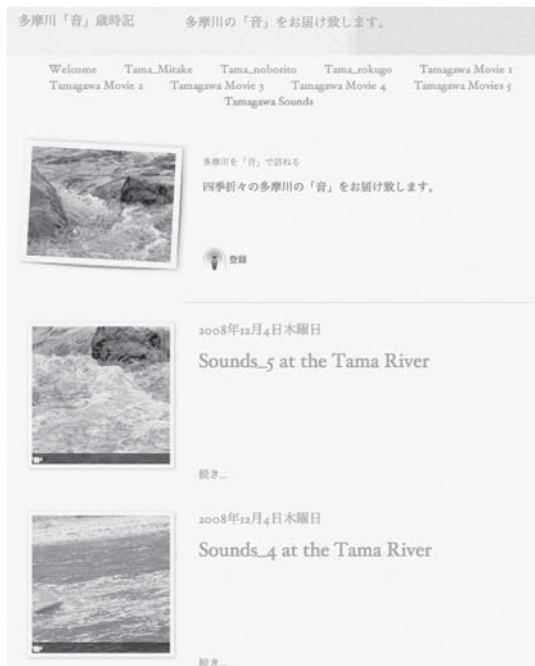 多摩川「音」歳時記 多摩川の「音」をお届け致します。
Welcome Tama_Mitake Tama_noborito Tama_rokugo Tamagawa Movie 1
Tamagawa Movie 2 Tamagawa Movie 3 Tamagawa Movie 4 Tamagawa Movies 5
Tamagawa Sounds
多摩川を「音」で訪ねる
四季折々の多摩川の「音」をお届け致します。
登録
2008年12月4日木曜日
Sounds_5 at the Tama River
続き...
2008年12月4日木曜日
Sounds_4 at the Tama River
続き...